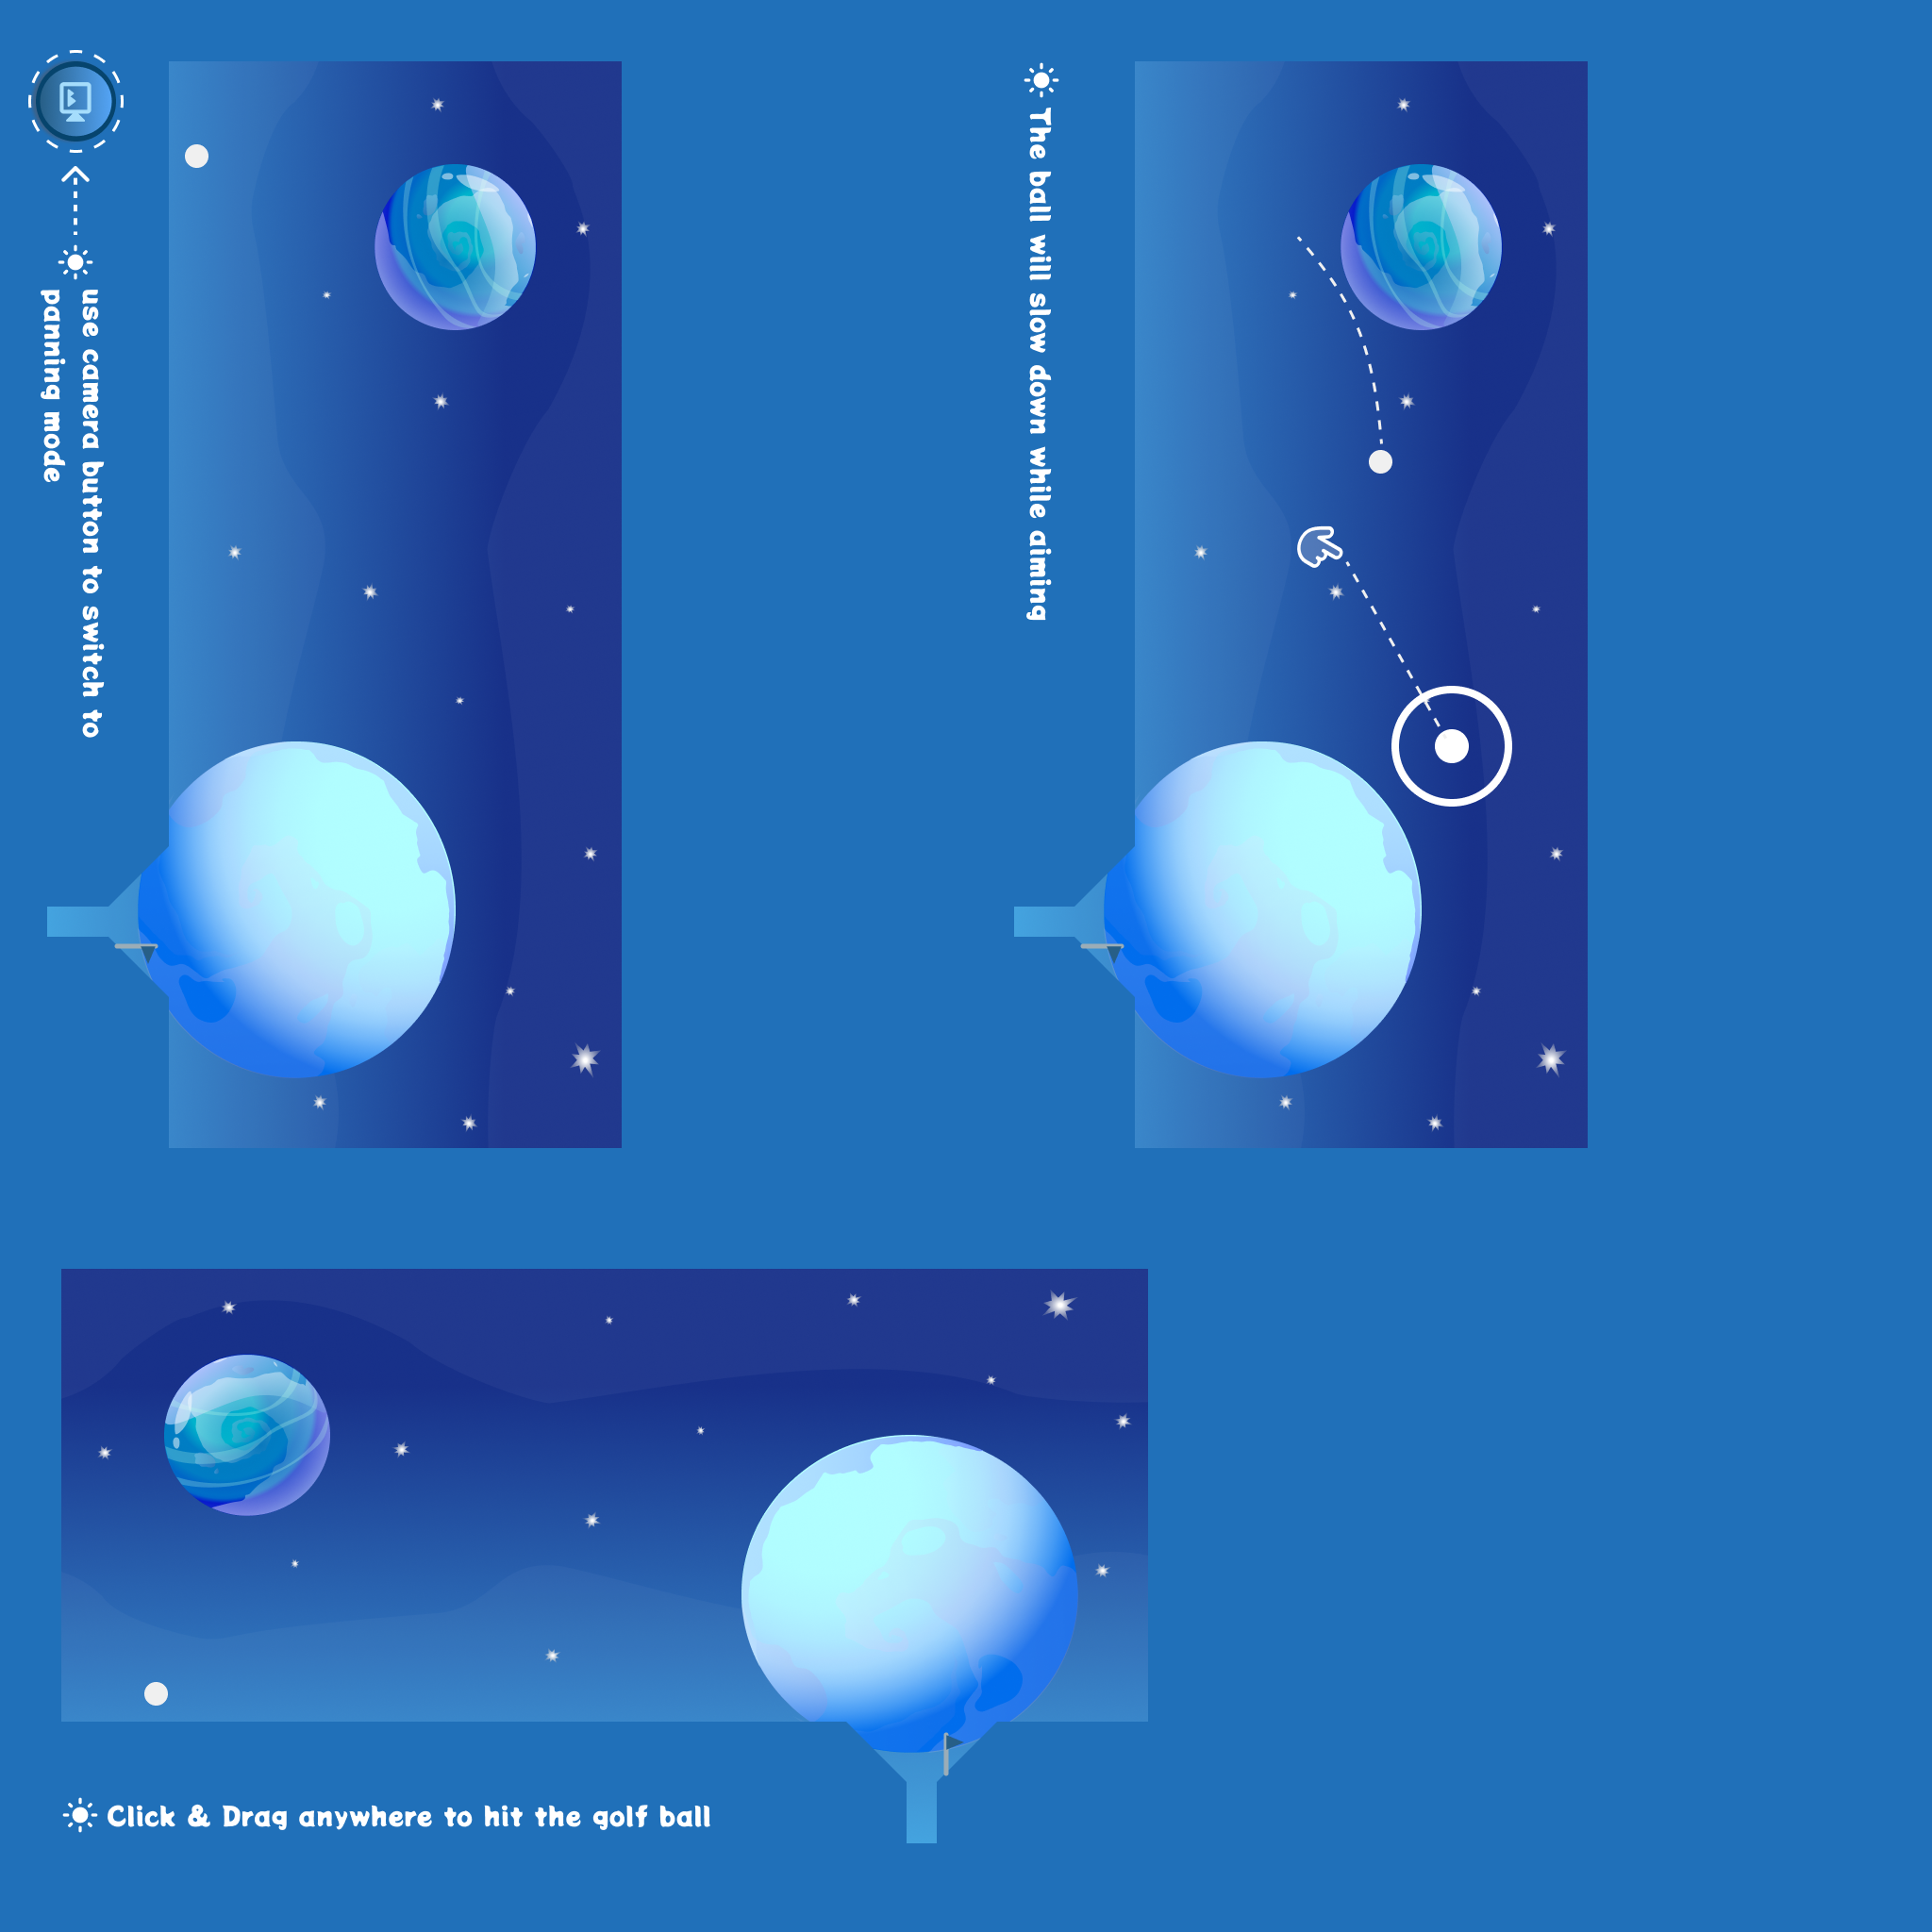 use camera button to switch to
panning mode
The ball will slow down while aiming
Click & Drag anywhere to hit the golf ball